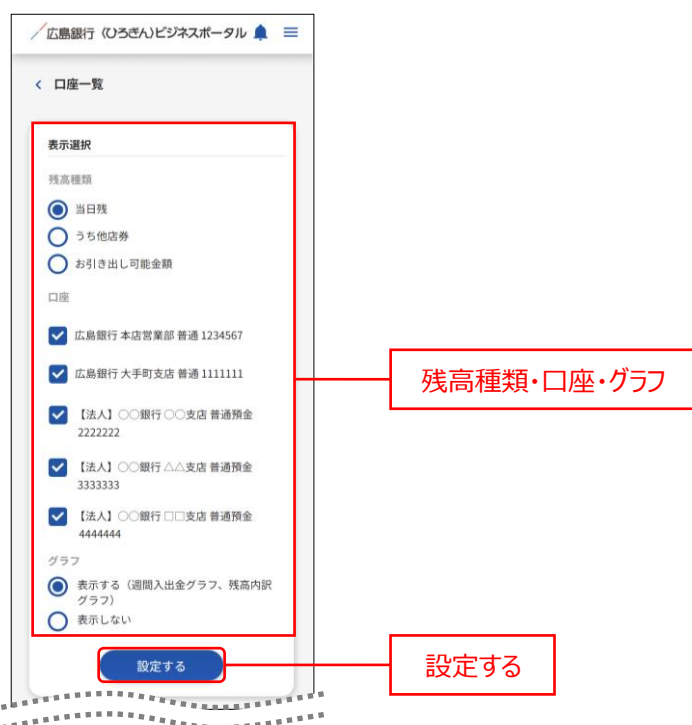 広島銀行〈ひろぎん〉ビジネスポータル
口座一覧
表示選択
残高種類
当日残
うち他店券
お引き出し可能金額
口座
広島銀行 本店営業部 普通 1234567
広島銀行 大手町支店 普通 1111111
【法人】○○銀行 ○○支店 普通預金
2222222
【法人】○○銀行 △△支店 普通預金
3333333
【法人】○○銀行 □□支店 普通預金
4444444
グラフ
表示する（週間入出金グラフ、残高内訳
グラフ）
表示しない
設定する
残高種類・口座・グラフ
設定する